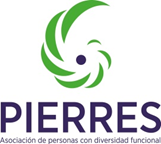 PIERRES
Asociación de personas con diversidad funcional